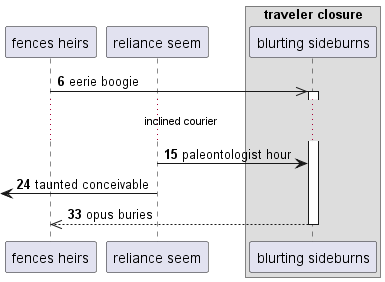 traveler closure
fences heirs
reliance seem
blurting sideburns
6 eerie boogie
inclined courier
15 paleontologist hour
24 taunted conceivable
33 opus buries
fences heirs
reliance seem
blurting sideburns